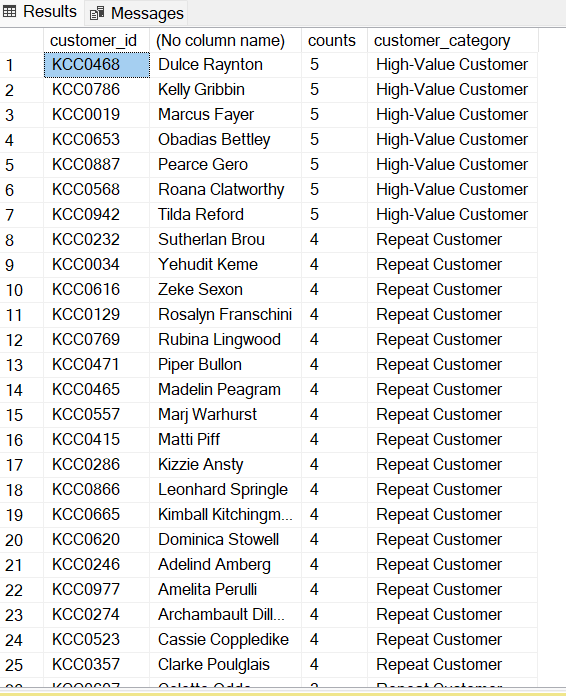 Results Messages
customer_id (No column name) counts customer_category
1 KCC0468 Dulce Raynton 5 High-Value Customer
2 KCC0786 Kelly Gribbin 5 High-Value Customer
3 KCC0019 Marcus Fayer 5 High-Value Customer
4 KCC0653 Obadias Bettley 5 High-Value Customer
5 KCC0887 Pearce Gero 5 High-Value Customer
6 KCC0568 Roana Clatworthy 5 High-Value Customer
7 KCC0942 Tilda Reford 5 High-Value Customer
8 KCC0232 Sutherlan Brou 4 Repeat Customer
9 KCC0034 Yehudit Keme 4 Repeat Customer
10 KCC0616 Zeke Sexon 4 Repeat Customer
11 KCC0129 Rosalyn Franschini 4 Repeat Customer
12 KCC0769 Rubina Lingwood 4 Repeat Customer
13 KCC0471 Piper Bullon 4 Repeat Customer
14 KCC0465 Madelin Peagram 4 Repeat Customer
15 KCC0557 Marj Warhurst 4 Repeat Customer
16 KCC0415 Matti Piff 4 Repeat Customer
17 KCC0286 Kizzie Ansty 4 Repeat Customer
18 KCC0866 Leonhard Springle 4 Repeat Customer
19 KCC0665 Kimball Kitchingm... 4 Repeat Customer
20 KCC0620 Dominica Stowell 4 Repeat Customer
21 KCC0246 Adelind Amberg 4 Repeat Customer
22 KCC0977 Amelita Perulli 4 Repeat Customer
23 KCC0274 Archambault Dill... 4 Repeat Customer
24 KCC0523 Cassie Coppledike 4 Repeat Customer
25 KCC0357 Clarke Poulglais 4 Repeat Customer